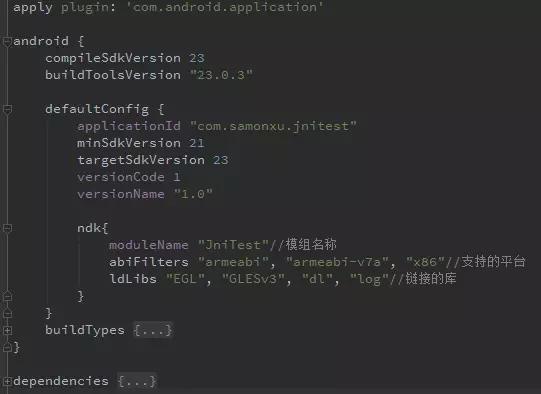 apply plugin: 'com.android.application'
android {
compileSdkVersion 23
buildToolsVersion "23.0.3"
defaultConfig {
applicationId "com.samonxu.jnitest"
minSdkVersion 21
targetSdkVersion 23
versionCode 1
versionName "1.0"
ndk{
moduleName "JniTest"//模组名称
abiFilters "armeabi", "armeabi-v7a", "x86"//支持的平台
ldLibs "EGL", "GLESv3", "dl", "log"//链接的库
}
}
buildTypes {...}
}
dependencies {...}